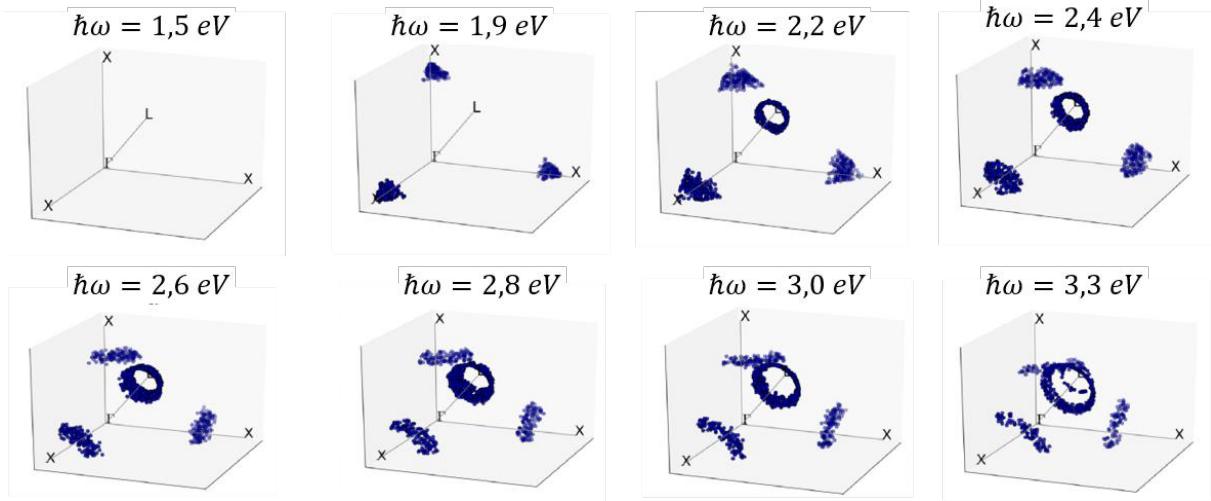 ℏω = 1,5 eV
ℏω = 1,9 eV
ℏω = 2,2 eV
ℏω = 2,4 eV
X
L
Γ
X
X
X
L
Γ
X
X
X
L
Γ
X
X
X
L
Γ
X
X
ℏω = 2,6 eV
ℏω = 2,8 eV
ℏω = 3,0 eV
ℏω = 3,3 eV
X
L
Γ
X
X
X
L
Γ
X
X
X
L
Γ
X
X
X
L
Γ
X
X